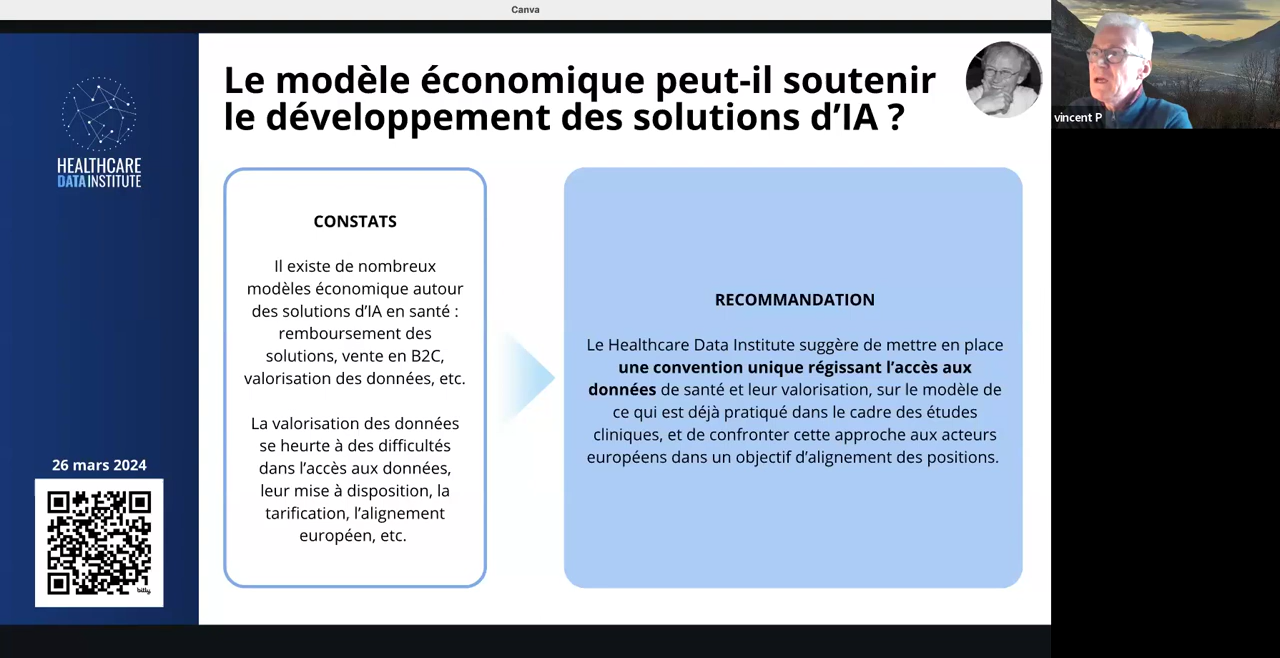 Canva
HEALTHCARE
DATA INSTITUTE
26 mars 2024
bitly
Le modèle économique peut-il soutenir
le développement des solutions d’IA ?
CONSTATS
Il existe de nombreux
modèles économique autour
des solutions d’IA en santé :
remboursement des
solutions, vente en B2C,
valorisation des données, etc.
La valorisation des données
se heurte à des difficultés
dans l’accès aux données,
leur mise à disposition, la
tarification, l’alignement
européen, etc.
RECOMMANDATION
Le Healthcare Data Institute suggère de mettre en place
une convention unique régissant l’accès aux
données de santé et leur valorisation, sur le modèle de
ce qui est déjà pratiqué dans le cadre des études
cliniques, et de confronter cette approche aux acteurs
européens dans un objectif d’alignement des positions.
vincent P